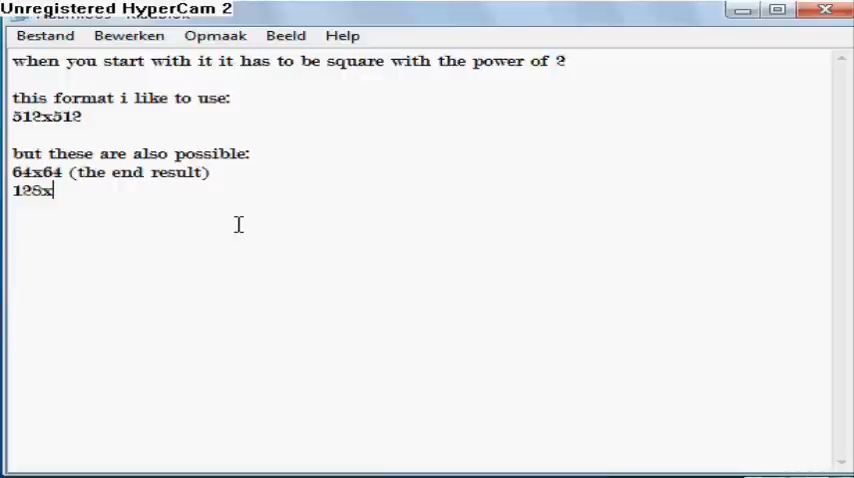 Unregistered HyperCam 2
Bestand Bewerken Opmaak Beeld Help
when you start with it it has to be square with the power of 2
this format i like to use:
512x512
but these are also possible:
64x64 (the end result)
128x